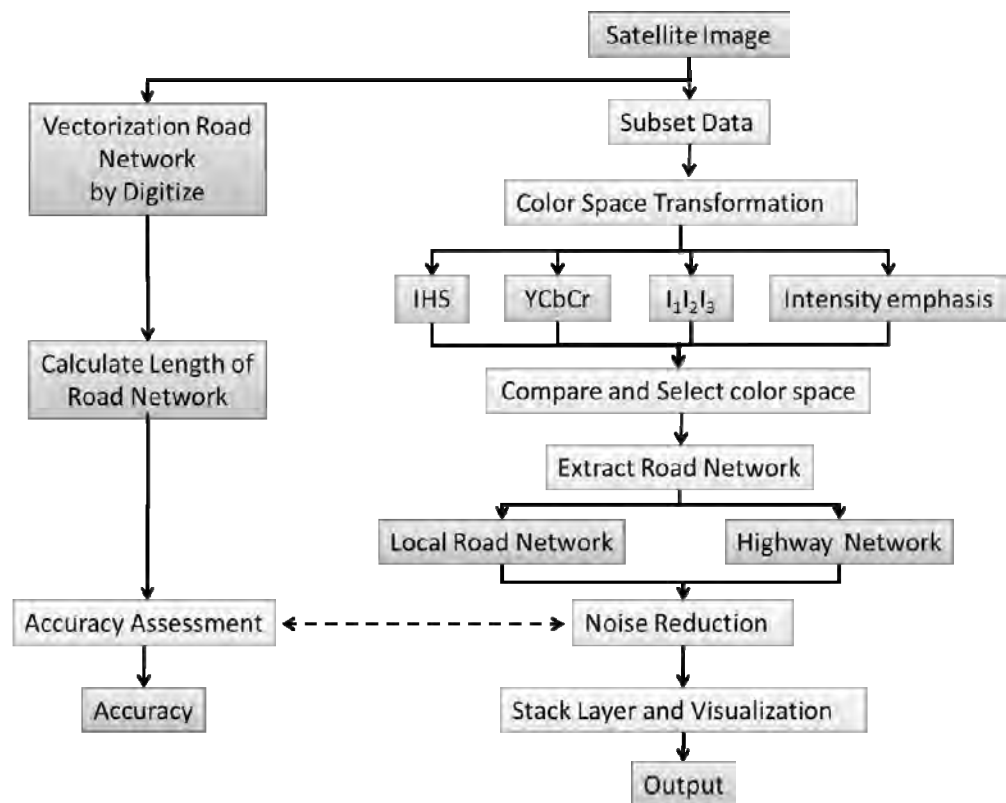 Satellite Image
Vectorization Road
Network
by Digitize
Subset Data
Color Space Transformation
IHS
YCbCr
I₁I₂I₃
Intensity emphasis
Calculate Length of
Road Network
Compare and Select color space
Extract Road Network
Local Road Network
Highway Network
Accuracy Assessment
Noise Reduction
Accuracy
Stack Layer and Visualization
Output